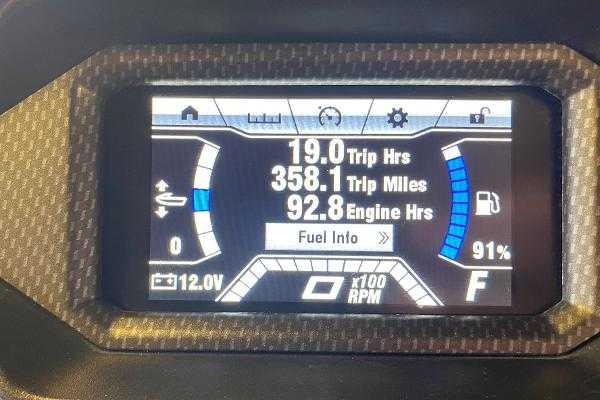 19.0 Trip Hrs
358.1 Trip Miles
92.8 Engine Hrs
Fuel Info »
0
91%
12.0V
0 x100
RPM
F